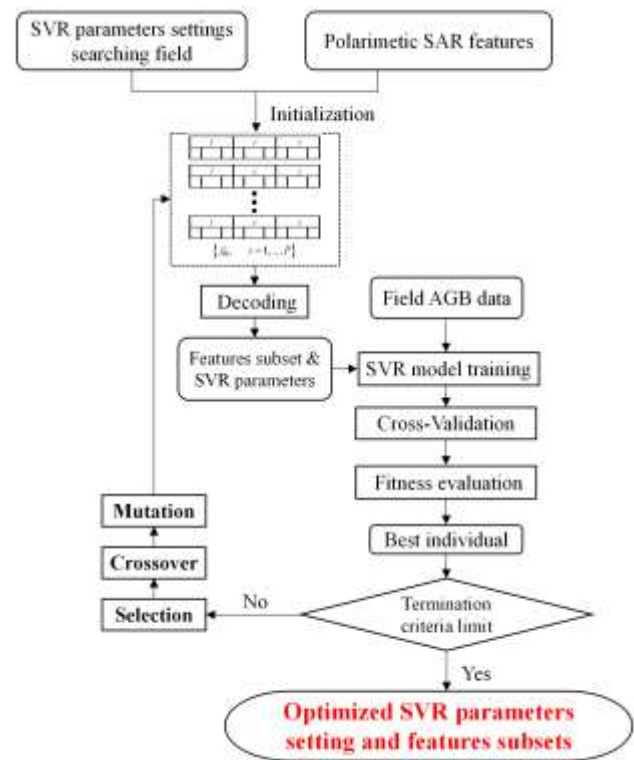 SVR parameters settings
searching field
Polarimetic SAR features
Initialization
Decoding
Field AGB data
Features subset &
SVR parameters
SVR model training
Cross-Validation
Fitness evaluation
Mutation
Best individual
Crossover
Selection
No
Termination
criteria limit
Yes
Optimized SVR parameters
setting and features subsets